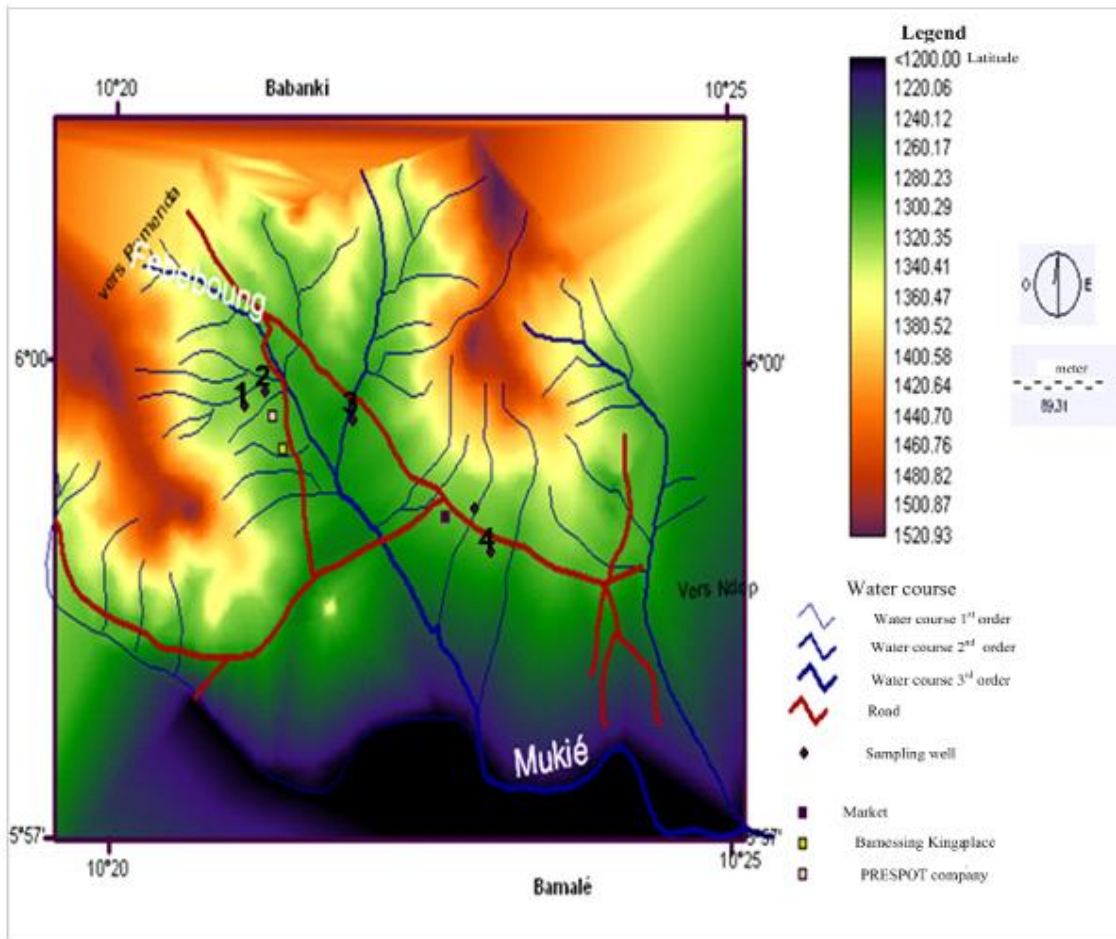 Legend
<1200.00 Latitude
1220.06
1240.12
1260.17
1280.23
1300.29
1320.35
1340.41
1360.47
1380.52
1400.58
1420.64
1440.70
1460.76
1480.82
1500.87
1520.93
10°20
Babanki
10°25
vers Bamenda
Fengboung
6°00
6°00'
O
E
meter
89.31
1
2
3
4
Vers Ndop
Mukié
5°57'
5°57'
10°20
10°25
Bamalé
Water course
Water course 1st order
Water course 2nd order
Water course 3rd order
Road
Sampling well
Market
Bamessing Kingsplace
PRESPOT company